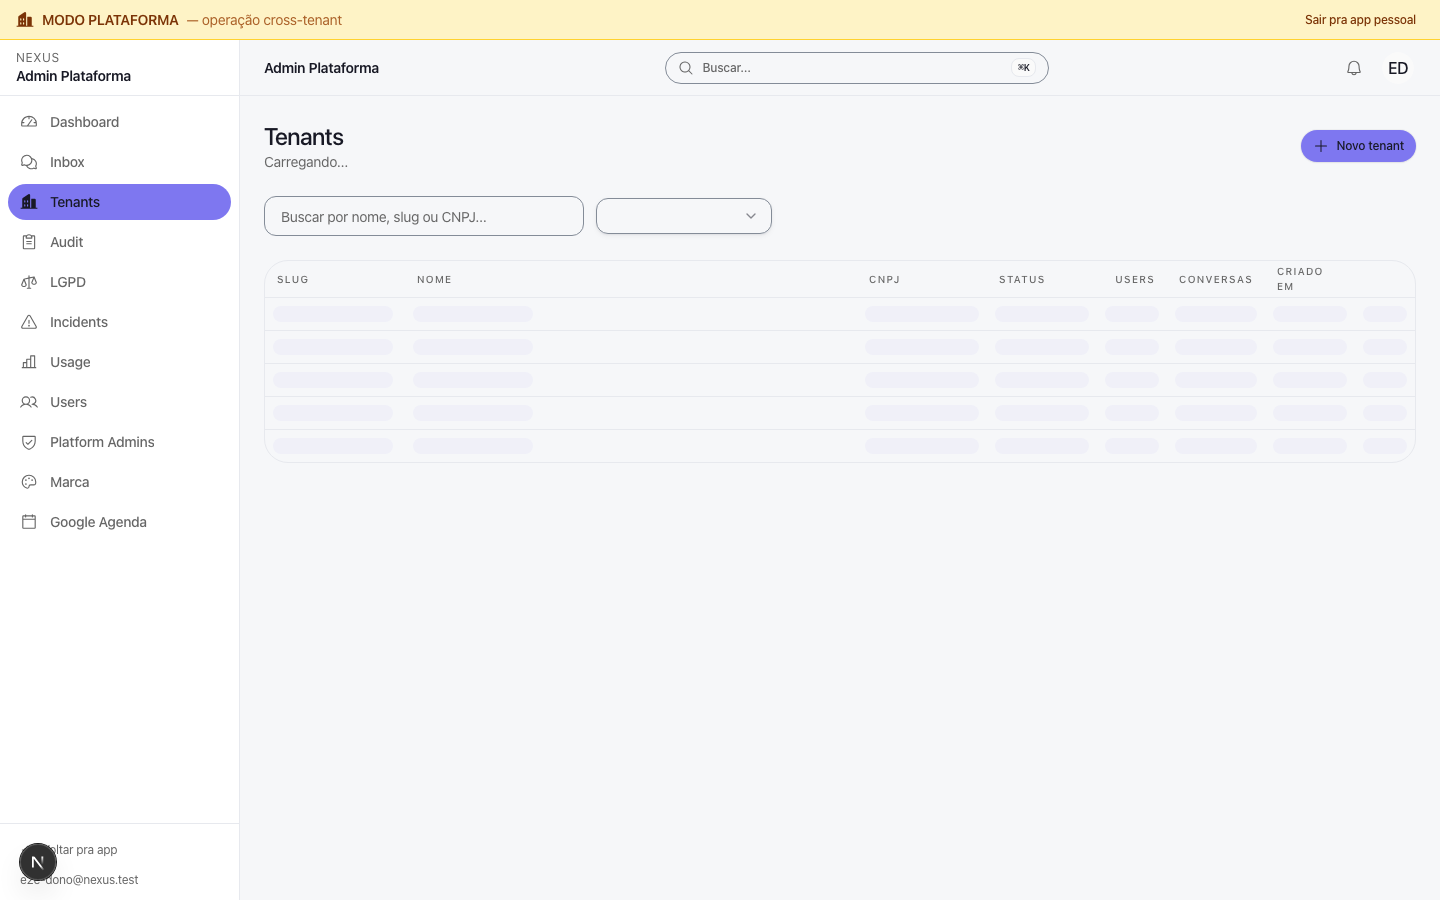 MODO PLATAFORMA — operação cross-tenant
Sair pra app pessoal
NEXUS
Admin Plataforma
Admin Plataforma
Buscar...
⌘K
ED
Dashboard
Inbox
Tenants
Audit
LGPD
Incidents
Usage
Users
Platform Admins
Marca
Google Agenda
Tenants
Carregando...
Novo tenant
Buscar por nome, slug ou CNPJ...
SLUG
NOME
CNPJ
STATUS
USERS
CONVERSAS
CRIADO
EM
pra app
N
@nexus.test